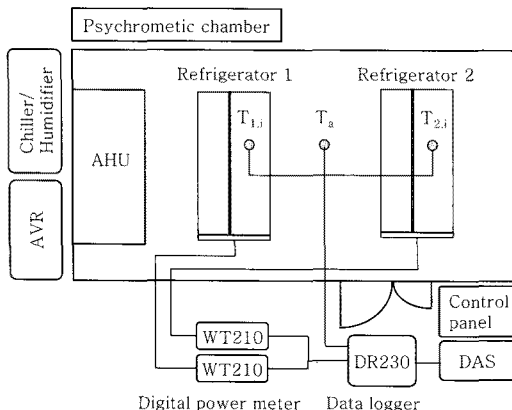 Psychrometic chamber
Refrigerator 1
Refrigerator 2
Chiller/
Humidifier
AHU
T1,i
Ta
T2,i
AVR
Control
panel
WT210
WT210
DR230
DAS
Digital power meter
Data logger